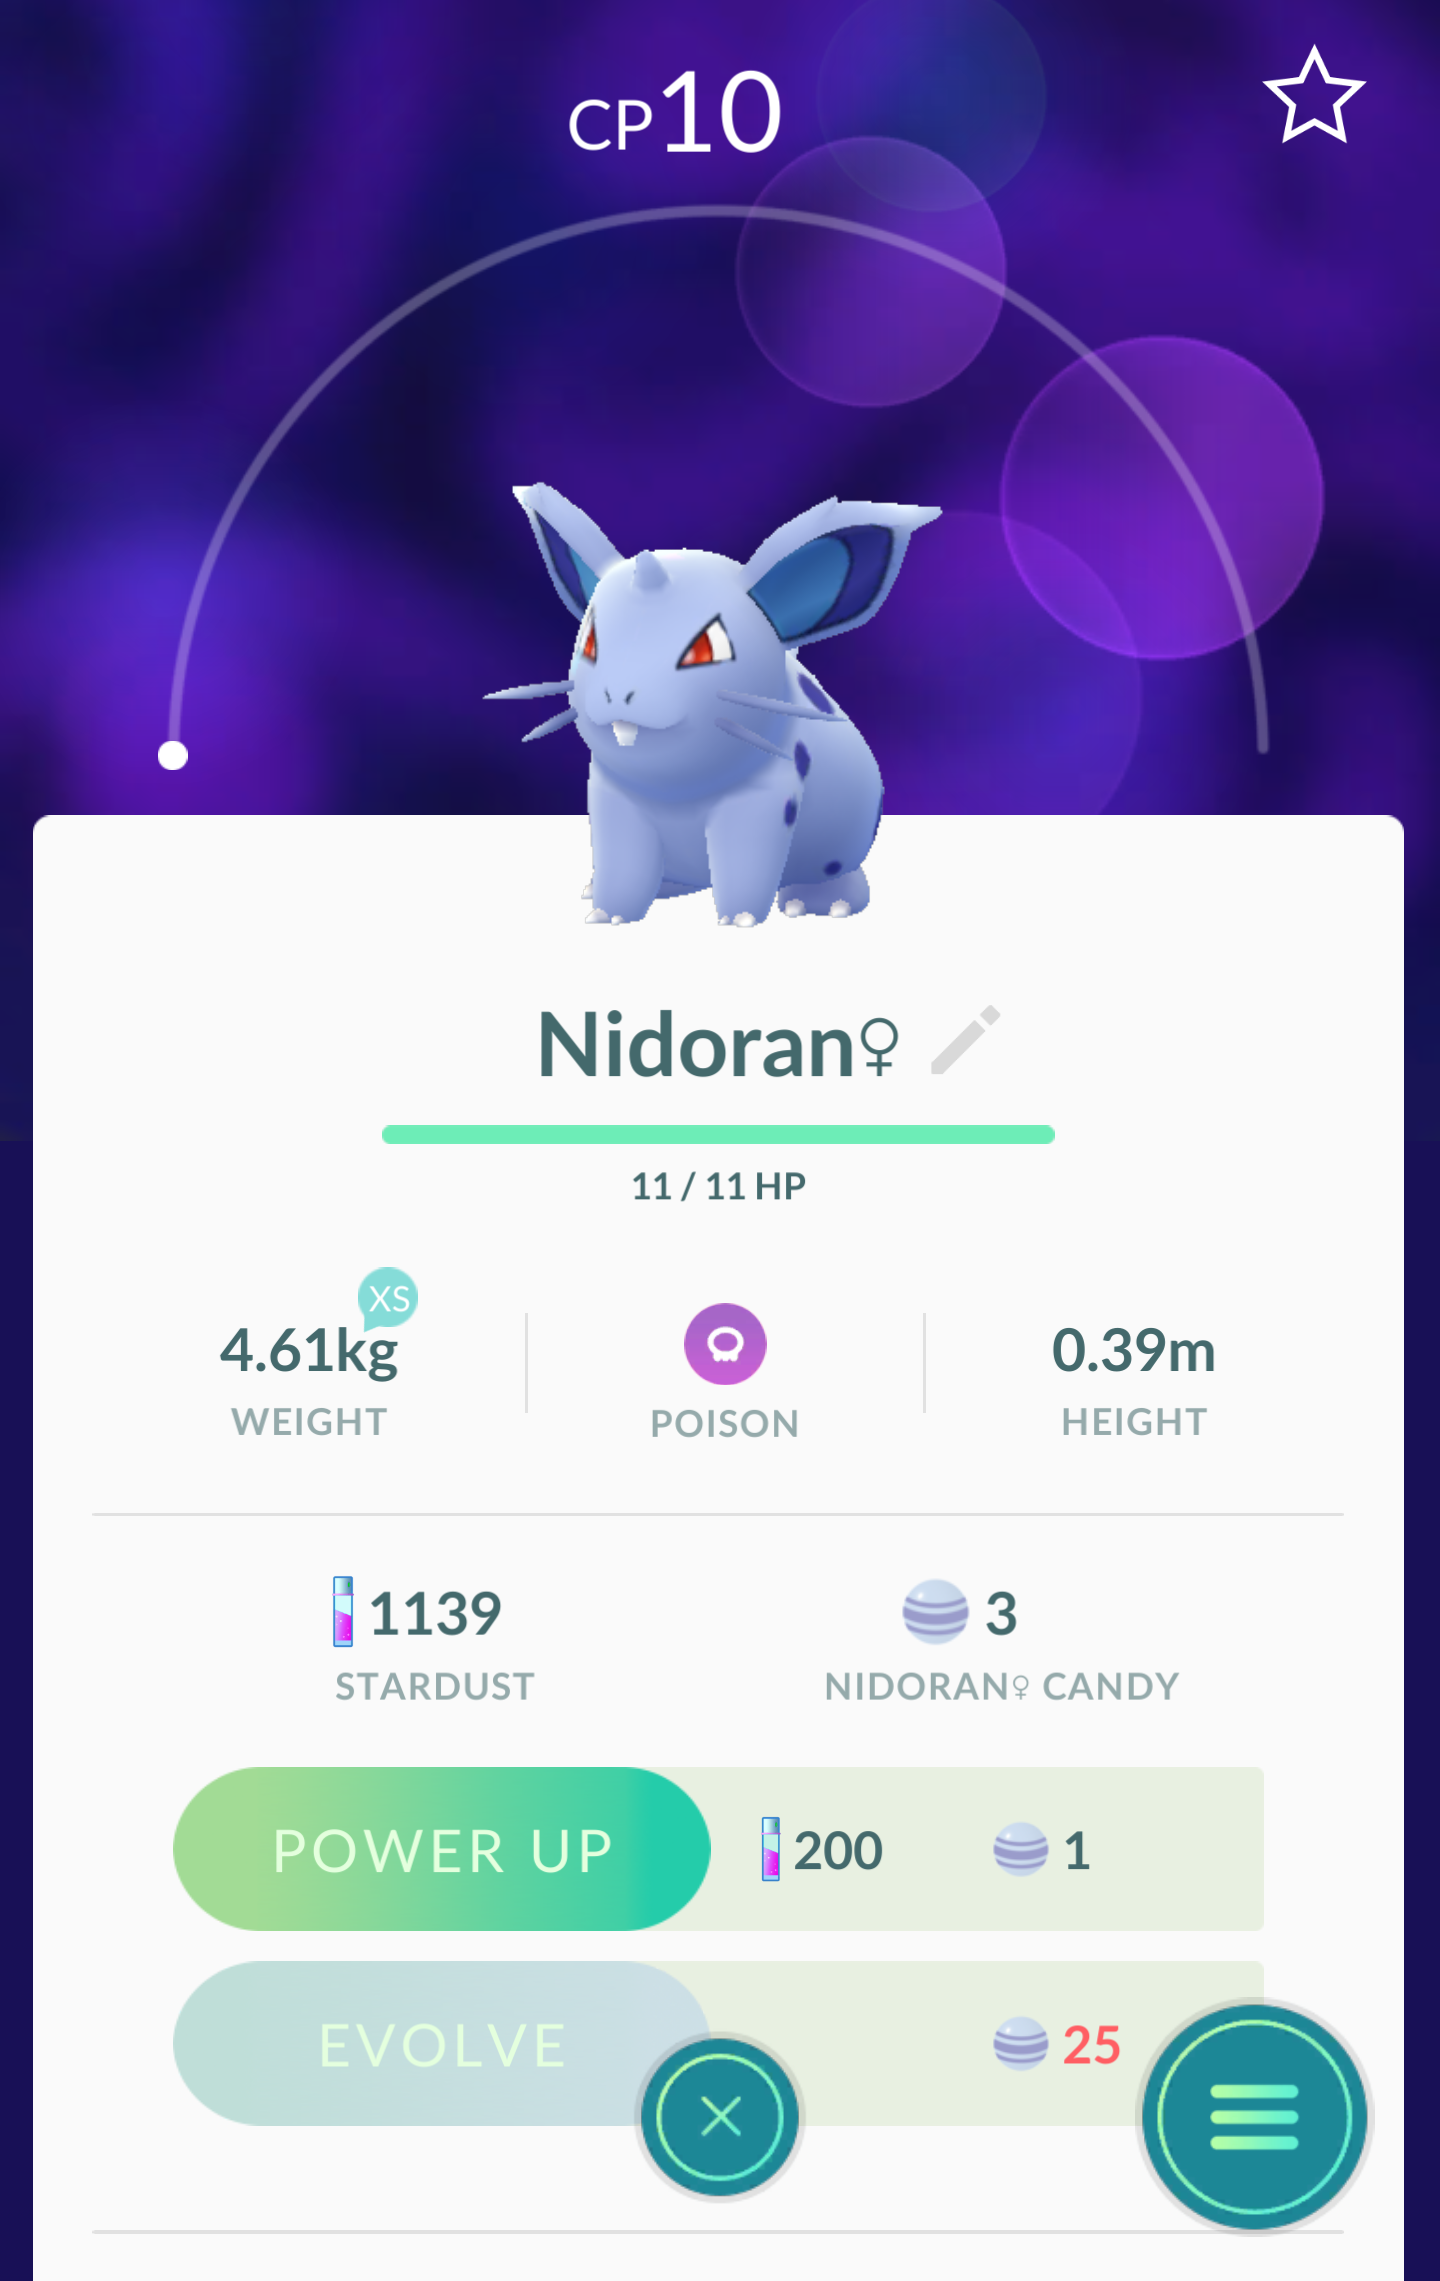 CP10
Nidoran♀
11 / 11 HP
XS
4.61kg
WEIGHT
POISON
0.39m
HEIGHT
1139
STARDUST
3
NIDORAN♀ CANDY
POWER UP 200 1
EVOLVE 25